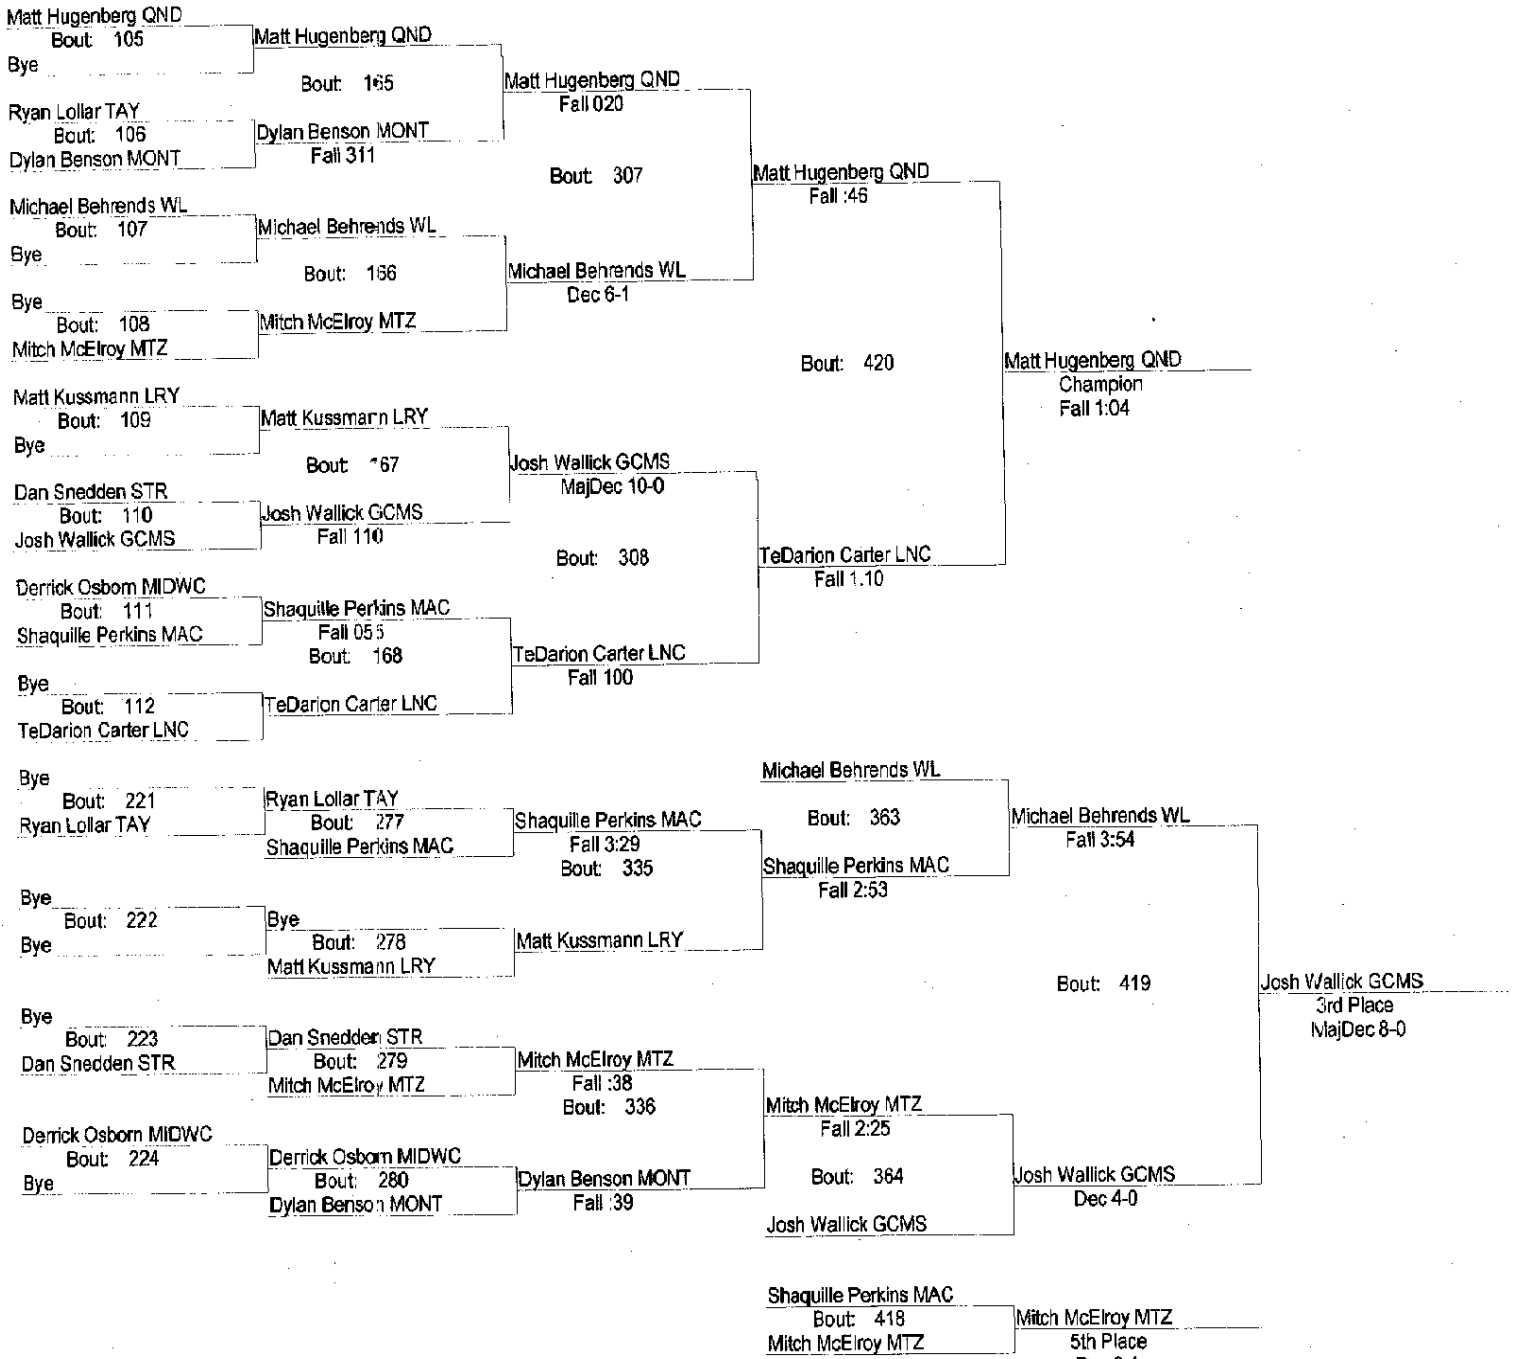 Matt Hugenberg QND
Bout: 105
Bye
Matt Hugenberg QND
Bout: 165
Ryan Lollar TAY
Bout: 106
Dylan Benson MONT
Dylan Benson MONT
Fall 311
Matt Hugenberg QND
Fall 020
Bout: 307
Michael Behrends WL
Bout: 107
Bye
Michael Behrends WL
Bout: 166
Bye
Bout: 108
Mitch McElroy MTZ
Mitch McElroy MTZ
Michael Behrends WL
Dec 6-1
Matt Hugenberg QND
Fall :46
Bout: 420
Matt Kussmann LRY
Bout: 109
Bye
Matt Kussmann LRY
Bout: 167
Dan Snedden STR
Bout: 110
Josh Wallick GCMS
Josh Wallick GCMS
Fall 110
Josh Wallick GCMS
MajDec 10-0
Bout: 308
Derrick Osborn MIDWC
Bout: 111
Shaquille Perkins MAC
Shaquille Perkins MAC
Fall 055
Bout: 168
Bye
Bout: 112
TeDarion Carter LNC
TeDarion Carter LNC
TeDarion Carter LNC
Fall 100
TeDarion Carter LNC
Fall 1.10
Matt Hugenberg QND
Champion
Fall 1:04
Bye
Bout: 221
Ryan Lollar TAY
Ryan Lollar TAY
Bout: 277
Shaquille Perkins MAC
Shaquille Perkins MAC
Fall 3:29
Bout: 335
Bye
Bout: 222
Bye
Bye
Bout: 278
Matt Kussmann LRY
Matt Kussmann LRY
Michael Behrends WL
Bout: 363
Shaquille Perkins MAC
Fall 2:53
Michael Behrends WL
Fall 3:54
Bout: 419
Bye
Bout: 223
Dan Snedden STR
Dan Snedden STR
Bout: 279
Mitch McElroy MTZ
Mitch McElroy MTZ
Fall :38
Bout: 336
Derrick Osborn MIDWC
Bout: 224
Bye
Derrick Osborn MIDWC
Bout: 280
Dylan Benson MONT
Dylan Benson MONT
Fall :39
Mitch McElroy MTZ
Fall 2:25
Bout: 364
Josh Wallick GCMS
Josh Wallick GCMS
Dec 4-0
Josh Wallick GCMS
3rd Place
MajDec 8-0
Shaquille Perkins MAC
Bout: 418
Mitch McElroy MTZ
Mitch McElroy MTZ
5th Place